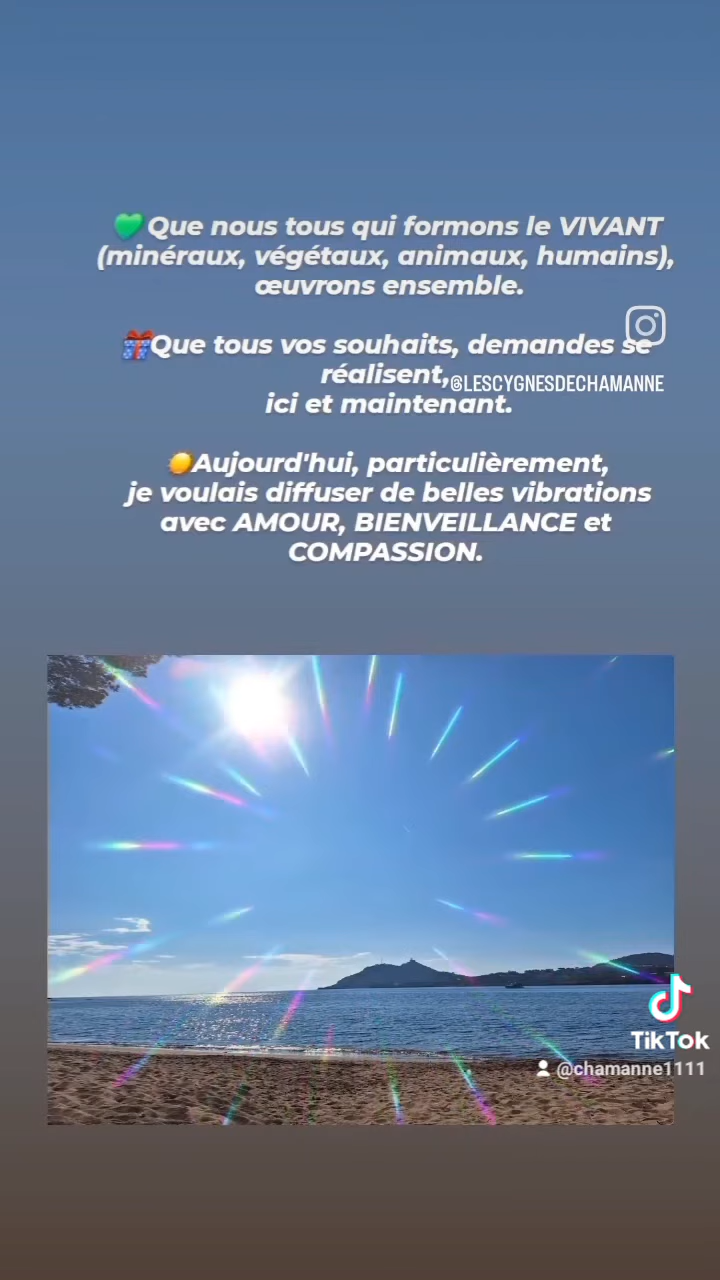 💚Que nous tous qui formons le VIVANT
(minéraux, végétaux, animaux, humains),
œuvrons ensemble.
🎁Que tous vos souhaits, demandes se
réalisent,
@LESCYGNESDECHAMANNE
ici et maintenant.
☀️Aujourd'hui, particulièrement,
je voulais diffuser de belles vibrations
avec AMOUR, BIENVEILLANCE et
COMPASSION.
TikTok
@chamanne1111